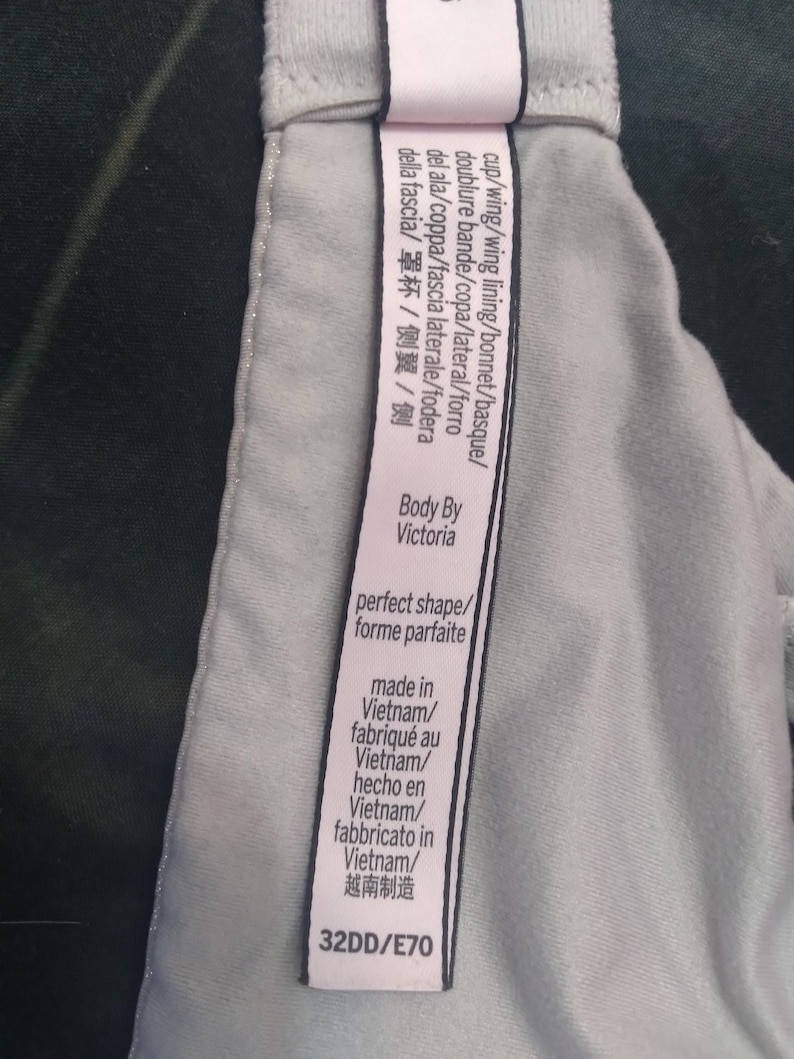 cup/wing/wing lining/bonnet/basque/
doublure bande/copa/lateral/forro
del ala/coppa/fascia laterale/fodera
della fascia/ 罩杯 / 侧翼 / 侧
Body By
Victoria
perfect shape/
forme parfaite
made in
Vietnam/
fabriqué au
Vietnam/
hecho en
Vietnam/
fabbricato in
Vietnam/
越南制造
32DD/E70